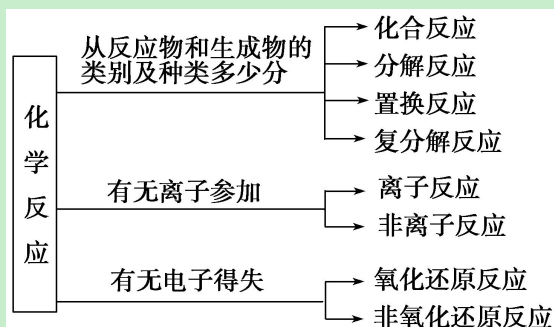 化学反应
从反应物和生成物的
类别及种类多少分
化合反应
分解反应
置换反应
复分解反应
有无离子参加
离子反应
非离子反应
有无电子得失
氧化还原反应
非氧化还原反应